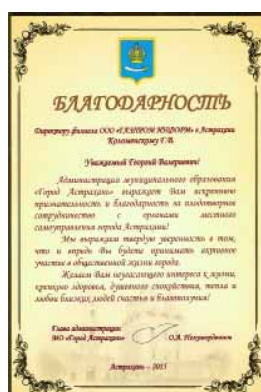 БЛАГОДАРНОСТЬ
Директору филиала ООО «ГАЗПРОМ ИНФОРМ» в Астрахани
Коломенскому Г.В.
Уважаемый Георгий Валериевич!
Администрация муниципального образования
«Город Астрахань» выражает Вам искреннюю
признательность и благодарность за плодотворное
сотрудничество с органами местного
самоуправления города Астрахани!
Мы выражаем твердую уверенность в том,
что и впредь Вы будете принимать активное
участие в общественной жизни города.
Желаем Вам неугасающего интереса к жизни,
крепкого здоровья, душевного спокойствия, тепла и
любви близких людей счастья и благополучия!
Глава администрации
МО «Город Астрахань»
О.А. Полумордвинов
Астрахань – 2015